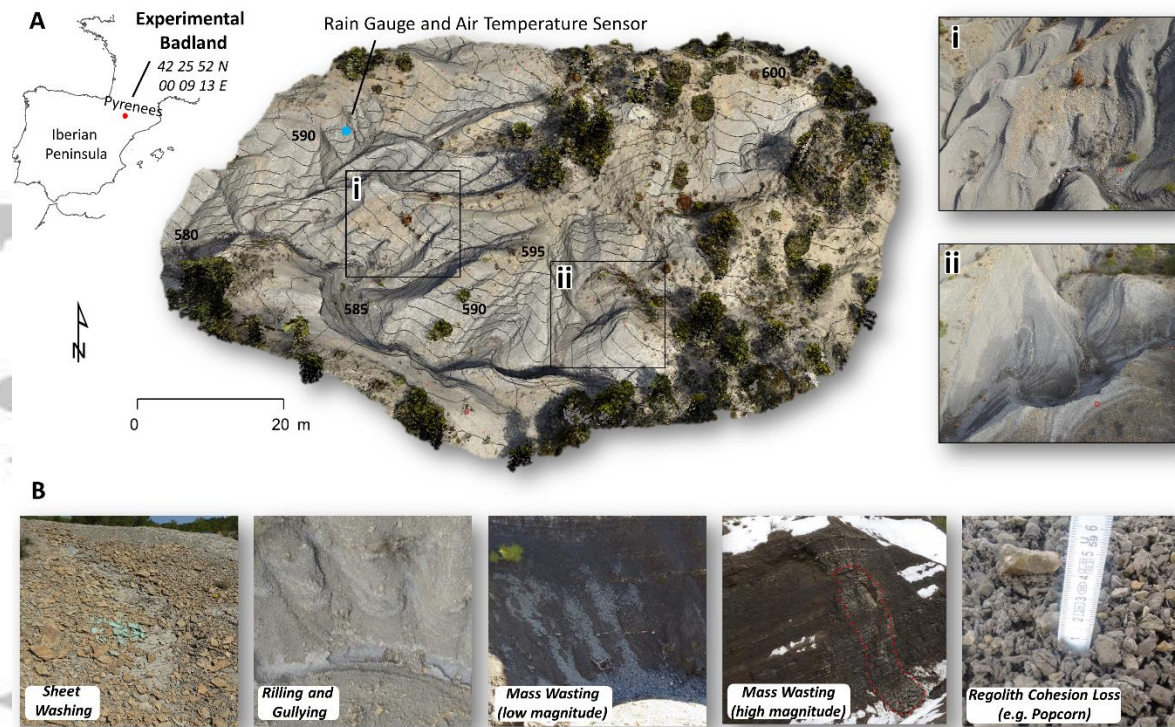 A
Experimental
Badland
42 25 52 N
00 09 13 E
Pyrenees
Iberian
Peninsula
Rain Gauge and Air Temperature Sensor
600
590
i
580
595
ii
585
590
N
0
20 m
i
ii
B
Sheet
Washing
Rilling and
Gullying
Mass Wasting
(low magnitude)
Mass Wasting
(high magnitude)
Regolith Cohesion Loss
(e.g. Popcorn)